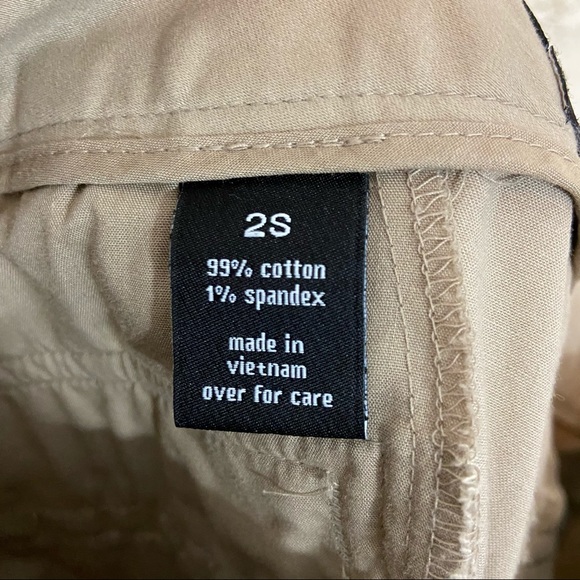 2S
99% cotton
1% spandex
made in
vietnam
over for care